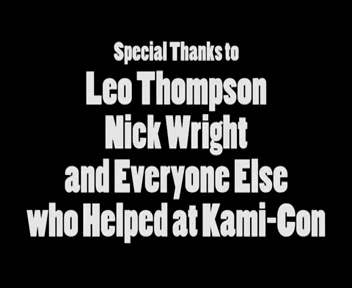 Special Thanks to
Leo Thompson
Nick Wright
and Everyone Else
who Helped at Kami-Con